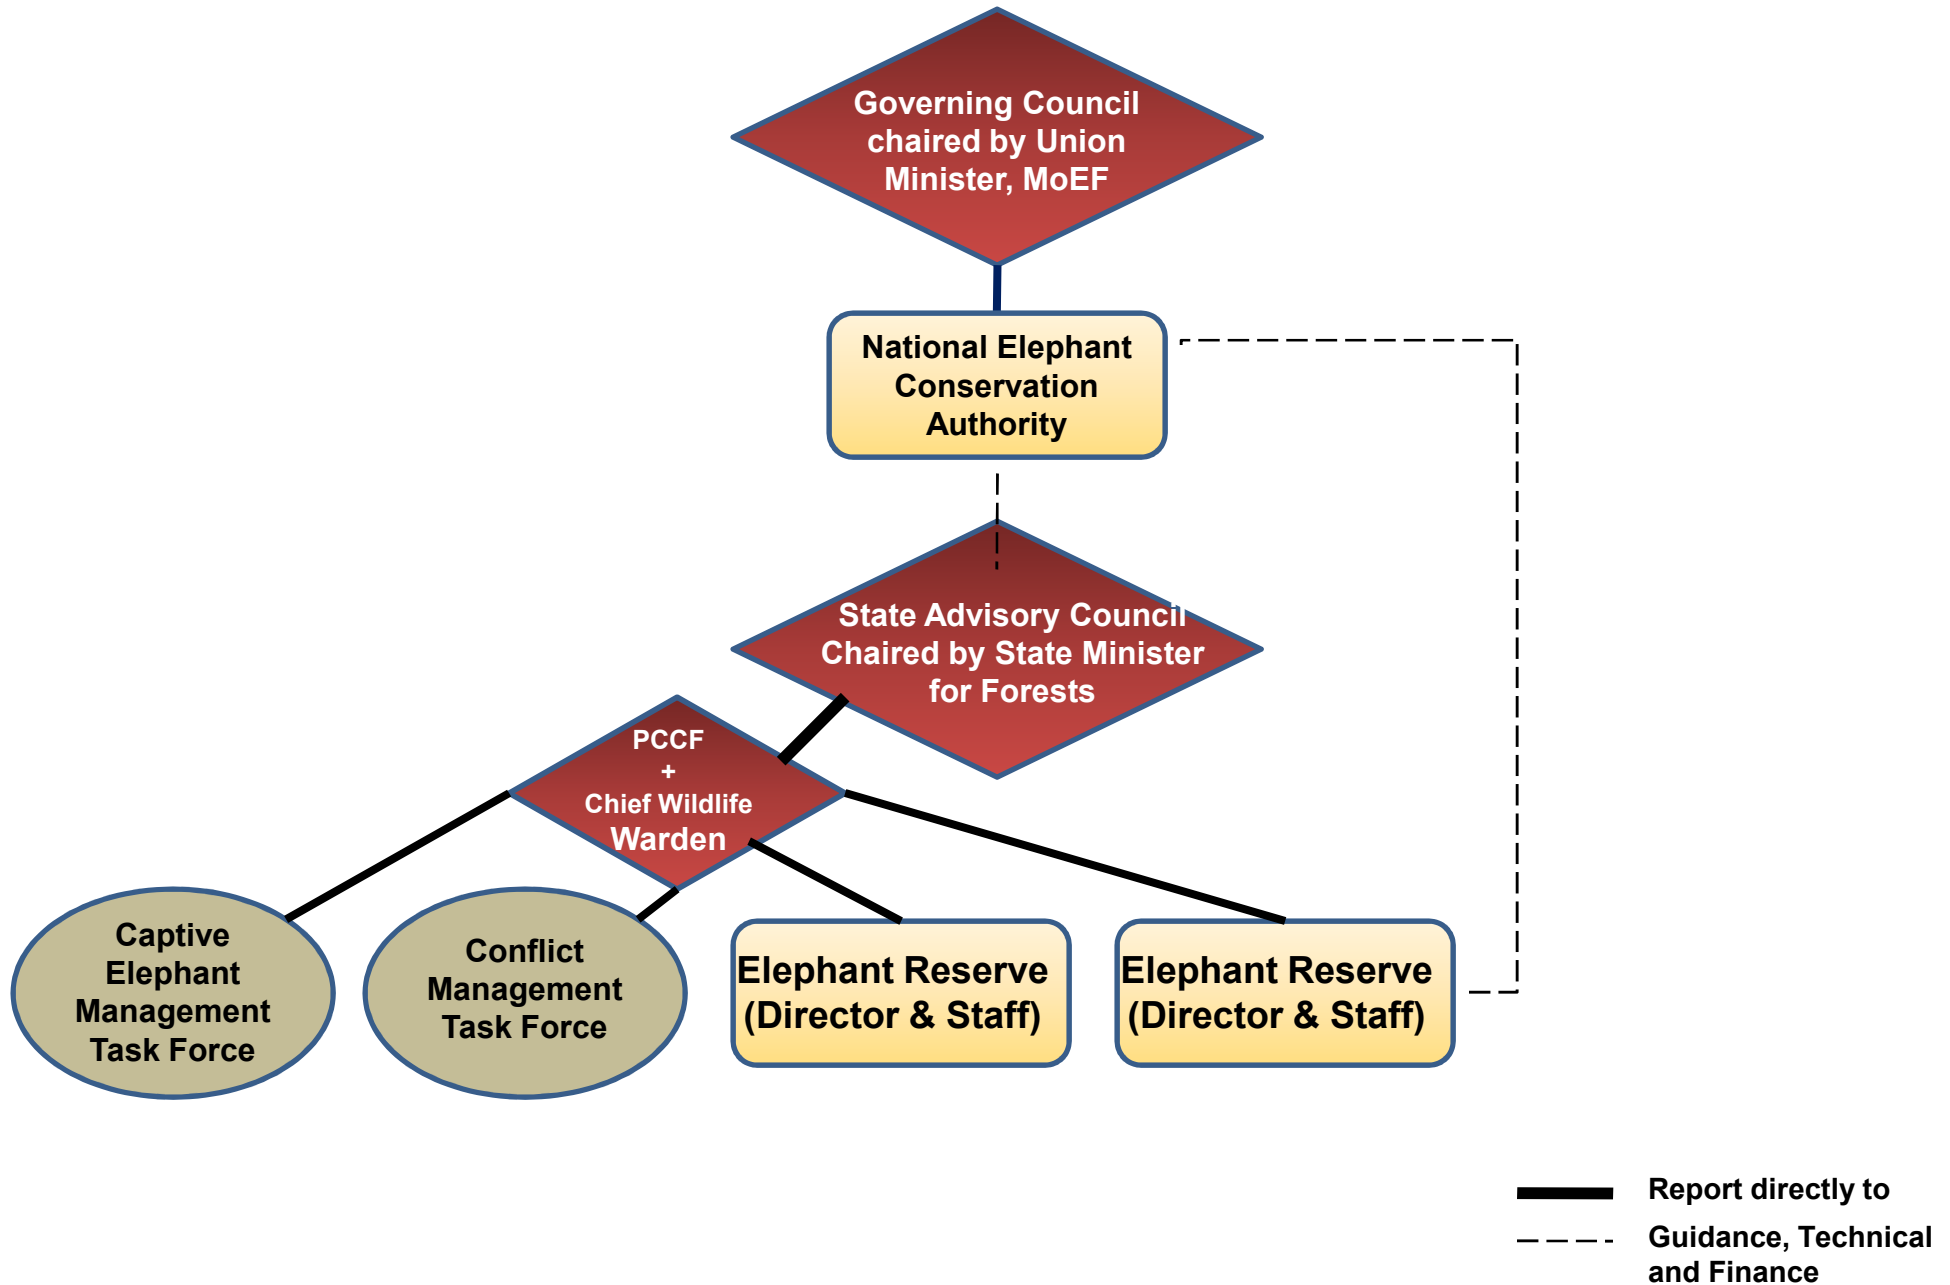 Governing Council
chaired by Union
Minister, MoEF
National Elephant
Conservation
Authority
State Advisory Council
Chaired by State Minister
for Forests
PCCF
+
Chief Wildlife
Warden
Captive
Elephant
Management
Task Force
Conflict
Management
Task Force
Elephant Reserve
(Director & Staff)
Elephant Reserve
(Director & Staff)
Report directly to
Guidance, Technical
and Finance